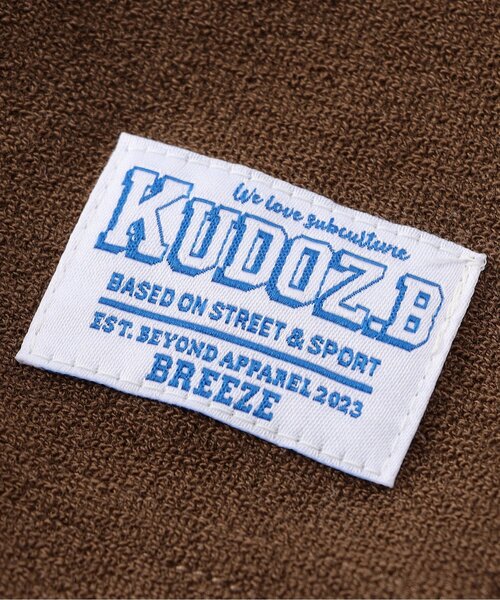 We love subculture
KUDOZ.B
BASED ON STREET & SPORT
EST. BEYOND APPAREL 2023
BREEZE